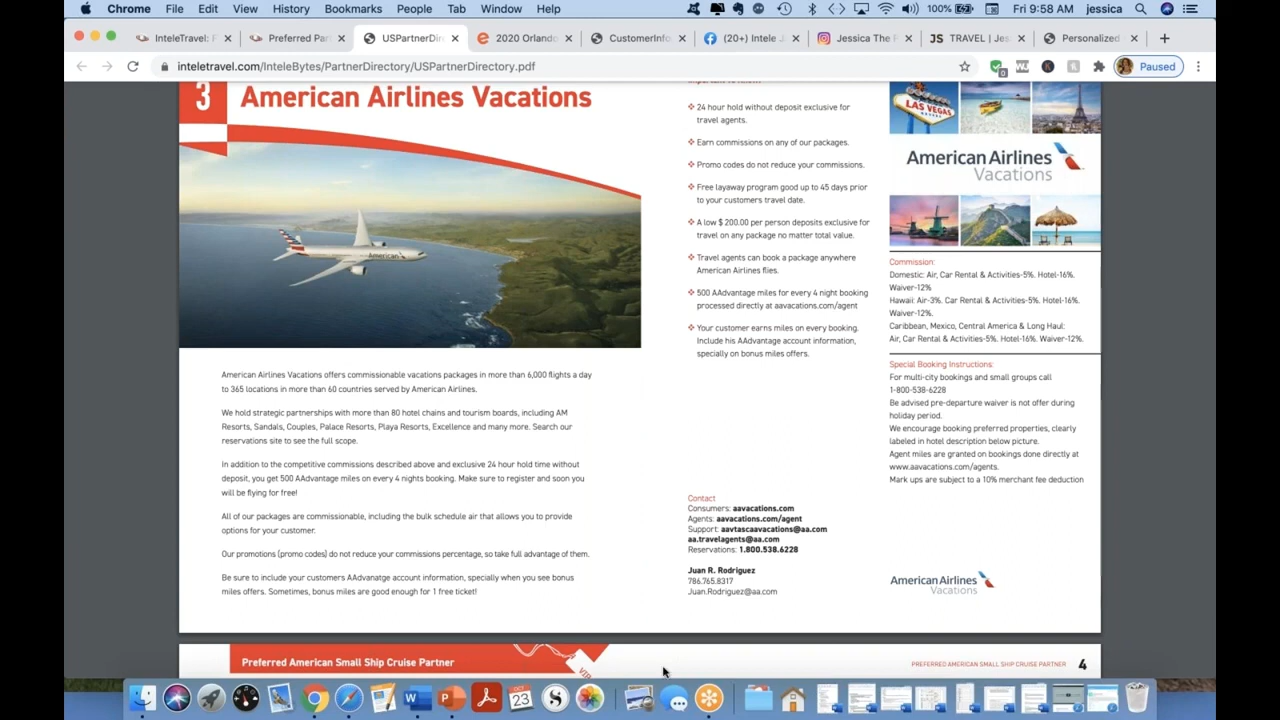 Chrome File Edit View History Bookmarks People Tab Window Help
100% Fri 9:58 AM jessica
InteleTravel: F
Preferred Par
USPartnerDir
2020 Orland
CustomerInfo
(20+) Intele J
Jessica The F
JS TRAVEL | Jes
Personalized
inteletravel.com/InteleBytes/PartnerDirectory/USPartnerDirectory.pdf
Paused
3 American Airlines Vacations
American
American Airlines Vacations offers commissionable vacations packages in more than 6,000 flights a day
to 365 locations in more than 60 countries served by American Airlines.
We hold strategic partnerships with more than 80 hotel chains and tourism boards, including AM
Resorts, Sandals, Couples, Palace Resorts, Playa Resorts, Excellence and many more. Search our
reservations site to see the full scope.
In addition to the competitive commissions described above and exclusive 24 hour hold time without
deposit, you get 500 AAdvantage miles on every 4 nights booking. Make sure to register and soon you
will be flying for free!
All of our packages are commissionable, including the bulk schedule air that allows you to provide
options for your customer.
Our promotions (promo codes) do not reduce your commissions percentage, so take full advantage of them.
Be sure to include your customers AAdvanatge account information, specially when you see bonus
miles offers. Sometimes, bonus miles are good enough for 1 free ticket!
❖ 24 hour hold without deposit exclusive for
travel agents.
❖ Earn commissions on any of our packages.
❖ Promo codes do not reduce your commissions.
❖ Free layaway program good up to 45 days prior
to your customers travel date.
❖ A low $ 200.00 per person deposits exclusive for
travel on any package no matter total value.
❖ Travel agents can book a package anywhere
American Airlines flies.
❖ 500 AAdvantage miles for every 4 night booking
processed directly at aavacations.com/agent
❖ Your customer earns miles on every booking.
Include his AAdvantage account information,
specially on bonus miles offers.
Contact
Consumers: aavacations.com
Agents: aavacations.com/agent
Support: aavtascaavacations@aa.com
aa.travelagents@aa.com
Reservations: 1.800.538.6228
Juan R. Rodriguez
786.765.8317
Juan.Rodriguez@aa.com
LAS VEGAS
American Airlines
Vacations
Commission:
Domestic: Air, Car Rental & Activities-5%. Hotel-16%.
Waiver-12%
Hawaii: Air-3%. Car Rental & Activities-5%. Hotel-16%.
Waiver-12%.
Caribbean, Mexico, Central America & Long Haul:
Air, Car Rental & Activities-5%. Hotel-16%. Waiver-12%.
Special Booking Instructions:
For multi-city bookings and small groups call
1-800-538-6228
Be advised pre-departure waiver is not offer during
holiday period.
We encourage booking preferred properties, clearly
labeled in hotel description below picture.
Agent miles are granted on bookings done directly at
www.aavacations.com/agents.
Mark ups are subject to a 10% merchant fee deduction
American Airlines
Vacations
Preferred American Small Ship Cruise Partner
VIP
PREFERRED AMERICAN SMALL SHIP CRUISE PARTNER 4
OCT
23